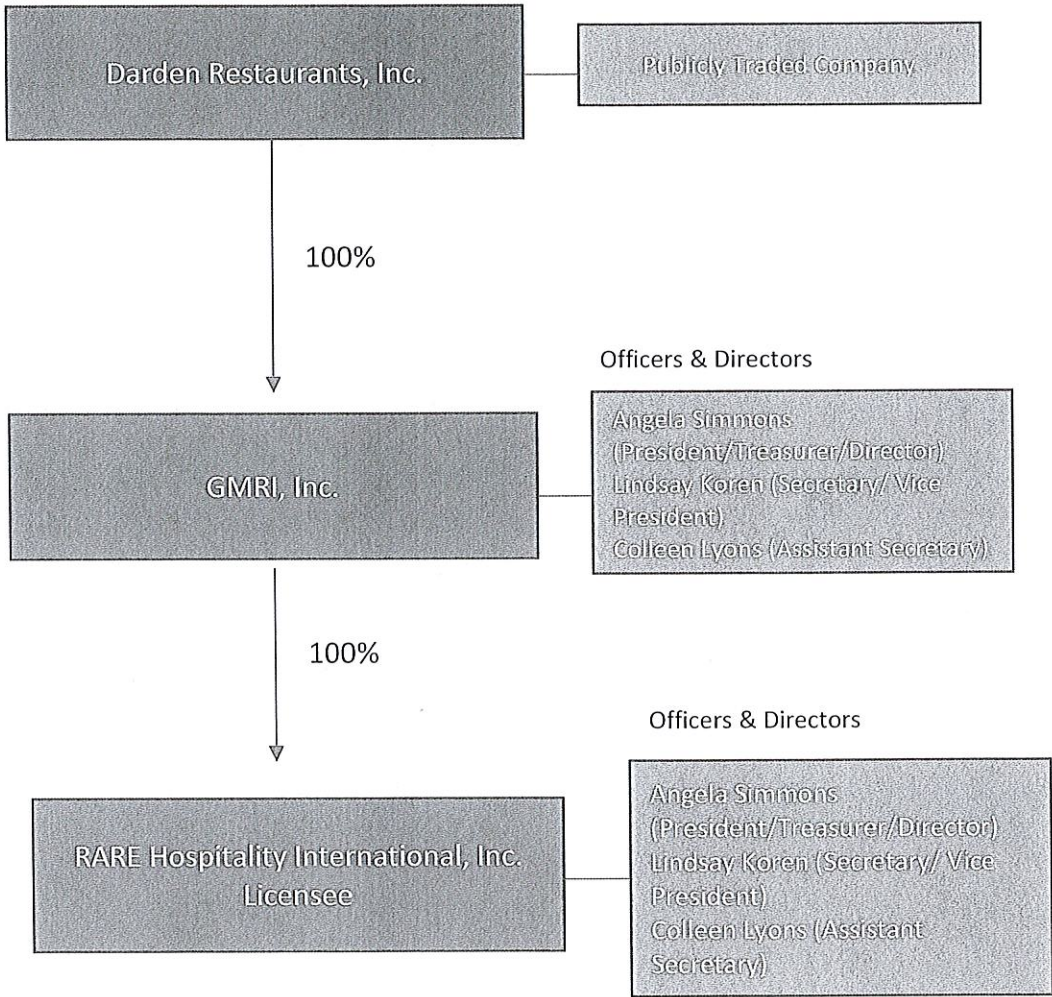 Darden Restaurants, Inc.
Publicly Traded Company
100%
Officers & Directors
GMRI, Inc.
Angela Simmons
(President/Treasurer/Director)
Lindsay Koren (Secretary/ Vice
President)
Colleen Lyons (Assistant Secretary)
100%
Officers & Directors
RARE Hospitality International, Inc.
Licensee
Angela Simmons
(President/Treasurer/Director)
Lindsay Koren (Secretary/ Vice
President)
Colleen Lyons (Assistant
Secretary)